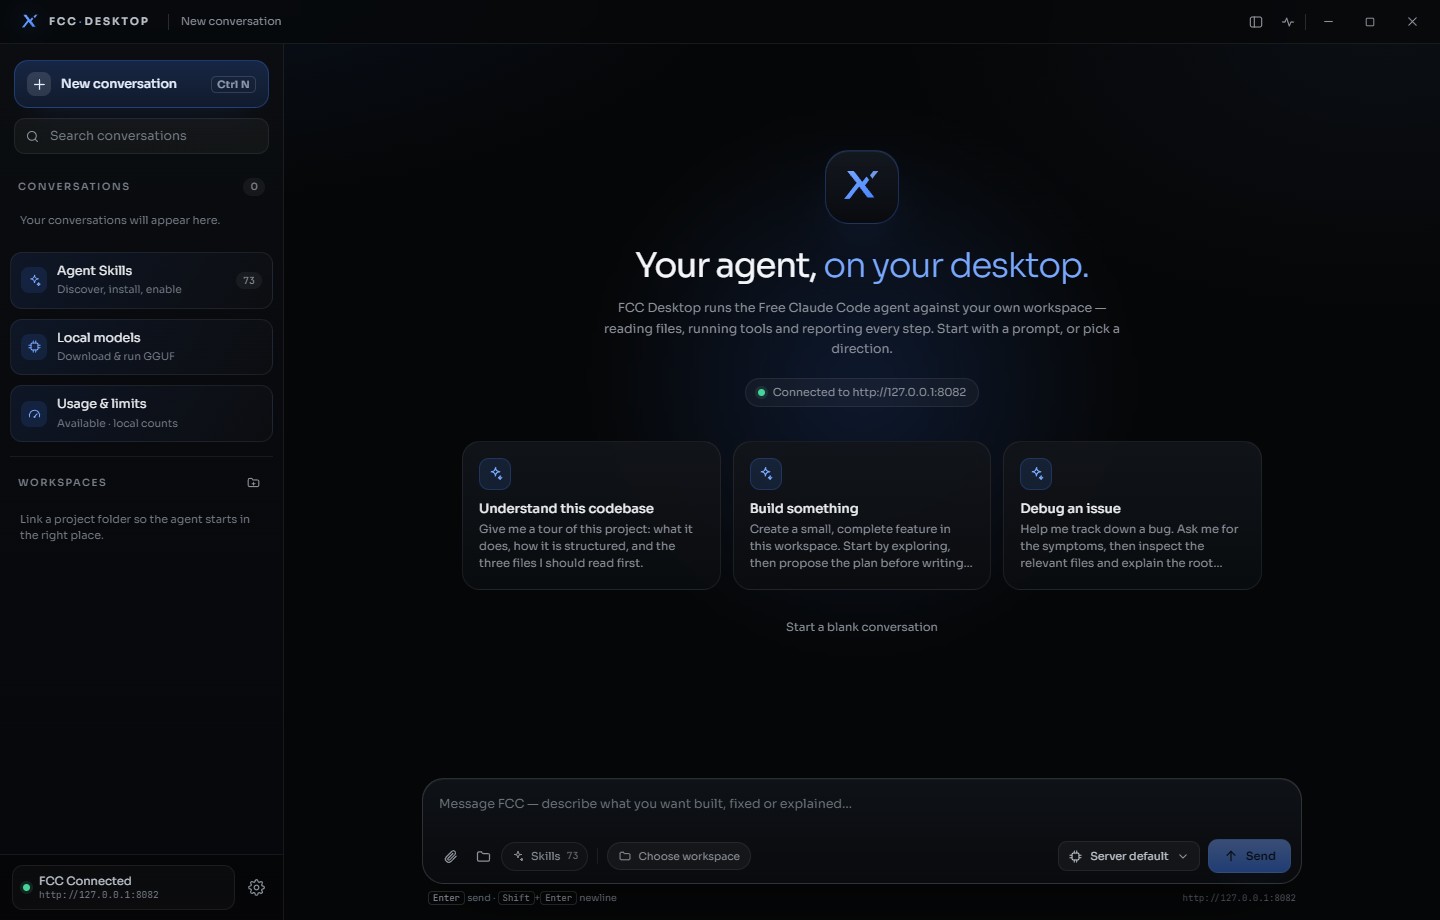 FCC·DESKTOP
New conversation
New conversation
Ctrl N
Search conversations
CONVERSATIONS
0
Your conversations will appear here.
Agent Skills
Discover, install, enable
73
Local models
Download & run GGUF
Usage & limits
Available · local counts
WORKSPACES
Link a project folder so the agent starts in
the right place.
FCC Connected
http://127.0.0.1:8082
Your agent, on your desktop.
FCC Desktop runs the Free Claude Code agent against your own workspace —
reading files, running tools and reporting every step. Start with a prompt, or pick a
direction.
Connected to http://127.0.0.1:8082
Understand this codebase
Give me a tour of this project: what it
does, how it is structured, and the
three files I should read first.
Build something
Create a small, complete feature in
this workspace. Start by exploring,
then propose the plan before writing...
Debug an issue
Help me track down a bug. Ask me for
the symptoms, then inspect the
relevant files and explain the root...
Start a blank conversation
Message FCC — describe what you want built, fixed or explained...
Skills 73
Choose workspace
Server default
Send
Enter send · Shift+Enter newline
http://127.0.0.1:8082